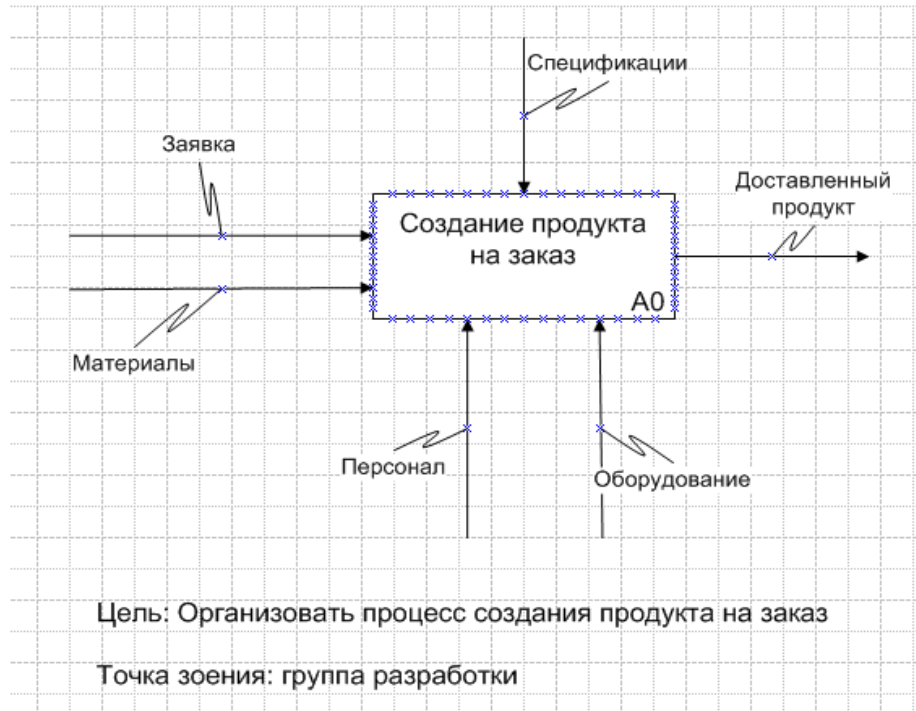 Спецификации
Заявка
Доставленный
продукт
Создание продукта
на заказ
А0
Материалы
Персонал
Оборудование
Цель: Организовать процесс создания продукта на заказ
Точка зоения: группа разработки